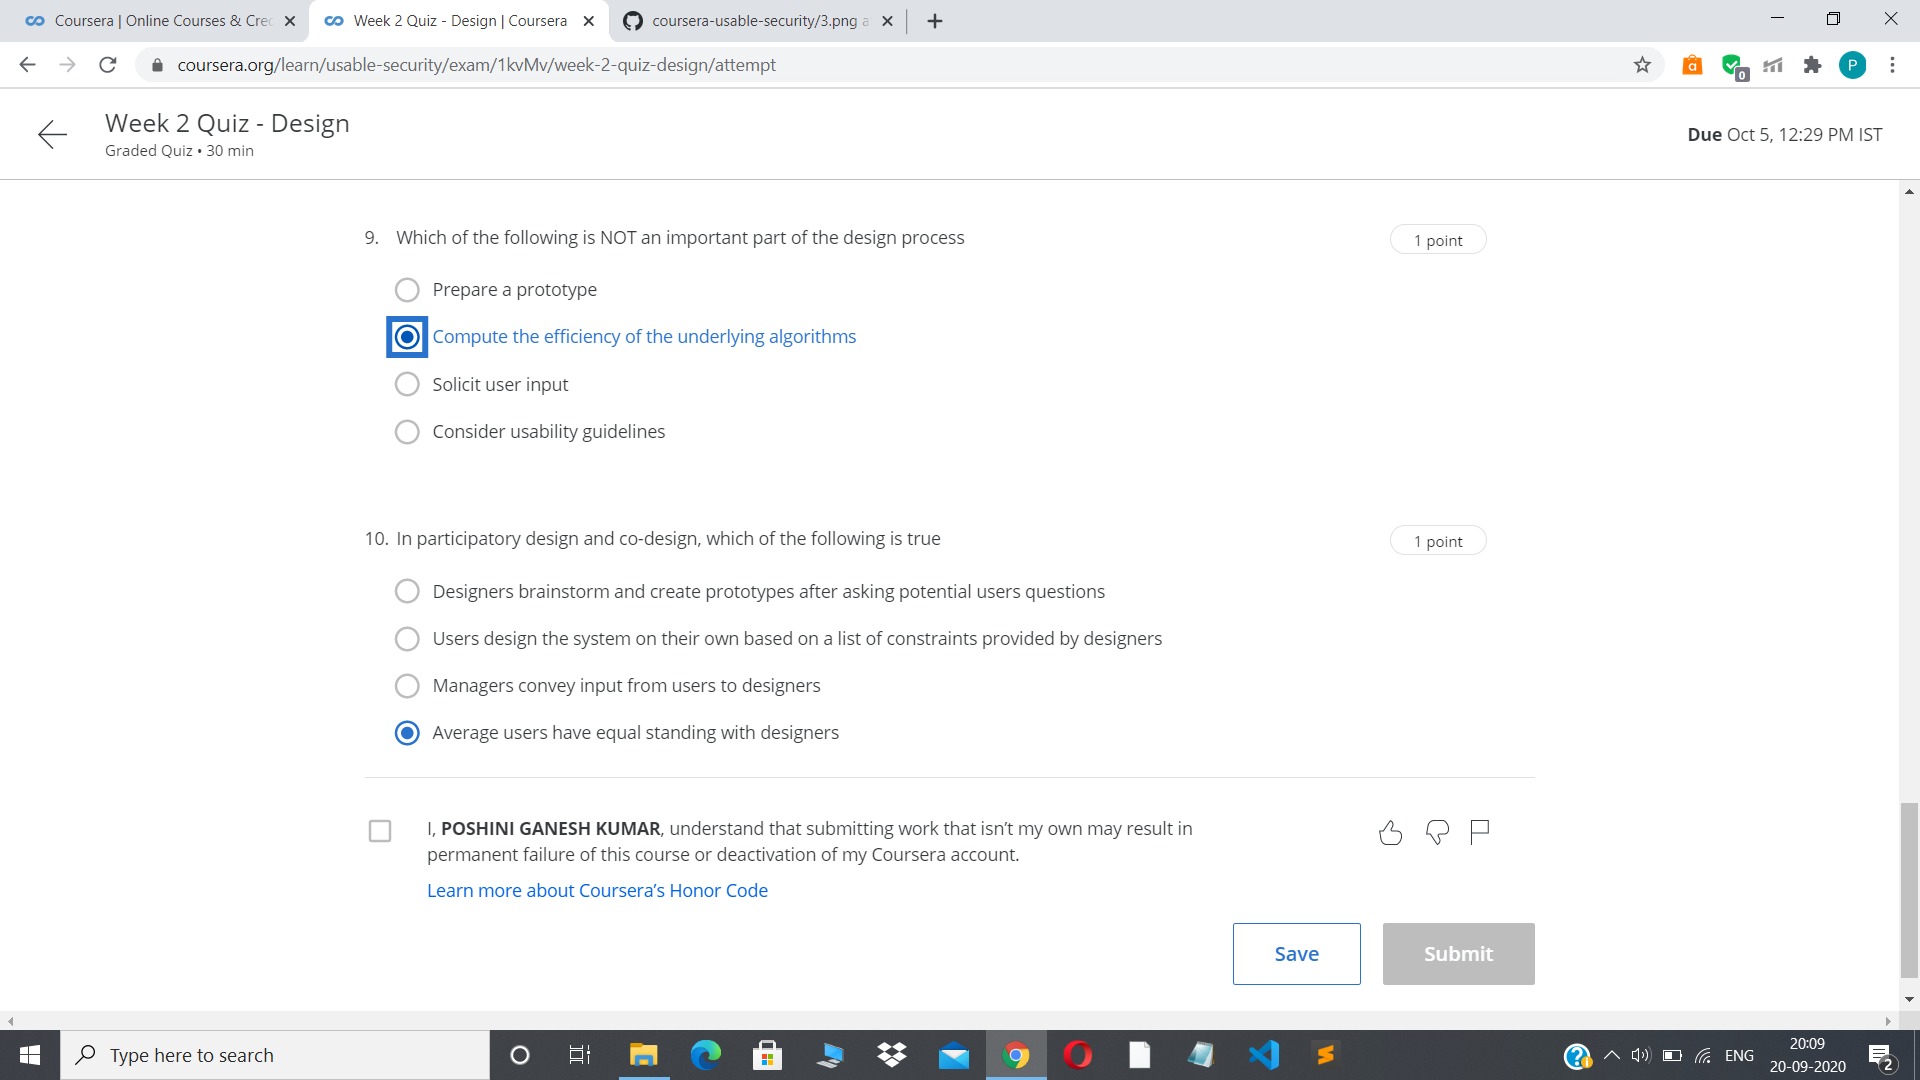 Coursera | Online Courses & Cre
Week 2 Quiz - Design | Coursera
coursera-usable-security/3.png a
coursera.org/learn/usable-security/exam/1kvMv/week-2-quiz-design/attempt
a
0
P
Week 2 Quiz - Design
Graded Quiz • 30 min
Due Oct 5, 12:29 PM IST
9. Which of the following is NOT an important part of the design process
1 point
Prepare a prototype
Compute the efficiency of the underlying algorithms
Solicit user input
Consider usability guidelines
10. In participatory design and co-design, which of the following is true
1 point
Designers brainstorm and create prototypes after asking potential users questions
Users design the system on their own based on a list of constraints provided by designers
Managers convey input from users to designers
Average users have equal standing with designers
I, POSHINI GANESH KUMAR, understand that submitting work that isn’t my own may result in
permanent failure of this course or deactivation of my Coursera account.
Learn more about Coursera’s Honor Code
Save
Submit
Type here to search
ENG
20:09
20-09-2020
2